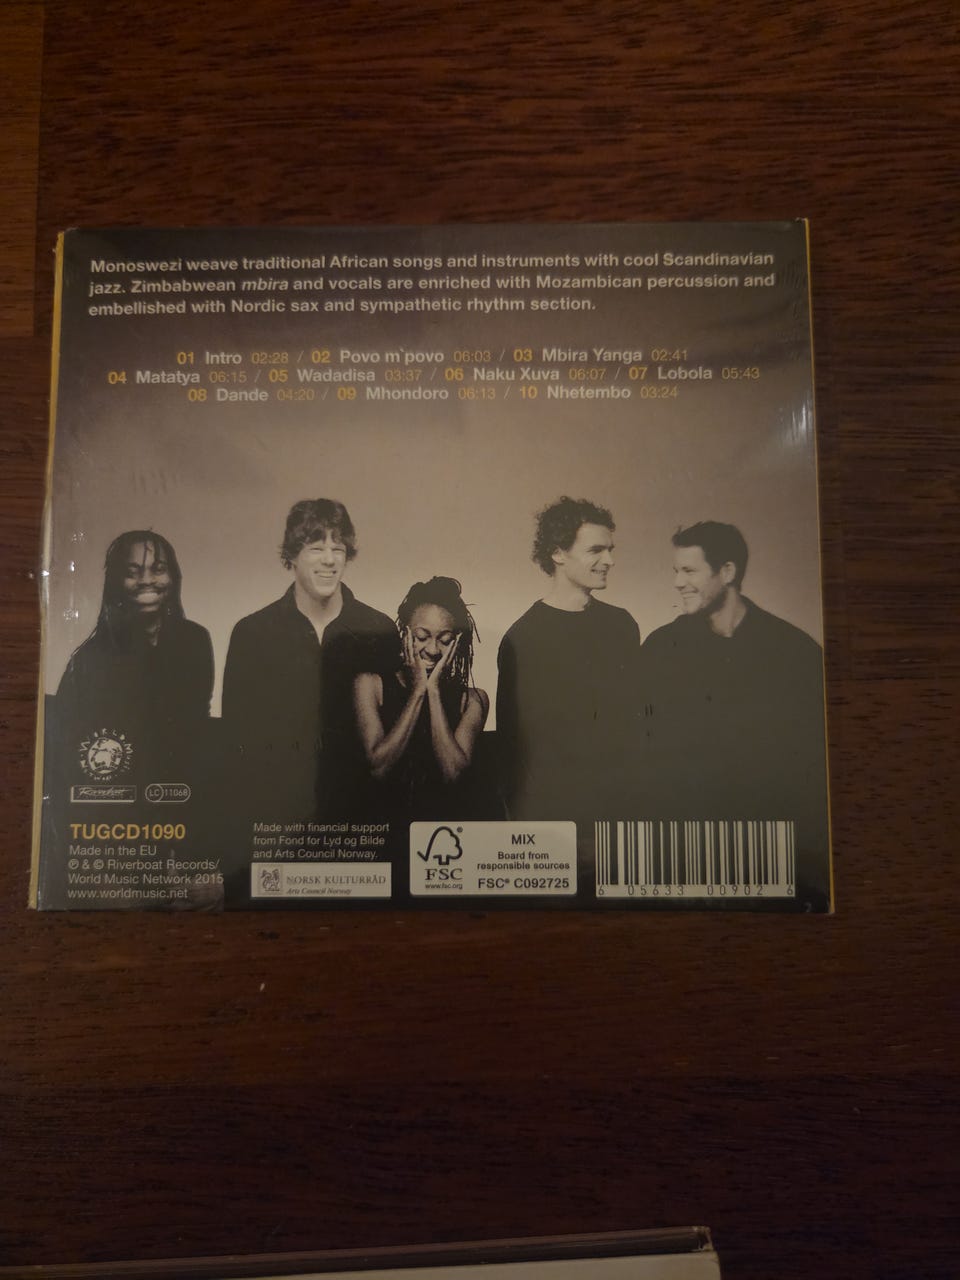 Monoswezi weave traditional African songs and instruments with cool Scandinavian
jazz. Zimbabwean mbira and vocals are enriched with Mozambican percussion and
embellished with Nordic sax and sympathetic rhythm section.
01 Intro 02:28 / 02 Povo m`povo 06:03 / 03 Mbira Yanga 02:41
04 Matatya 06:15 / 05 Wadadisa 03:37 / 06 Naku Xuva 06:07 / 07 Lobola 05:43
08 Dande 04:20 / 09 Mhondoro 06:13 / 10 Nhetembo 03:24
WORLD MUSIC NETWORK
Riverboat
LC 11068
TUGCD1090
Made in the EU
℗ & © Riverboat Records/
World Music Network 2015
www.worldmusic.net
Made with financial support
from Fond for Lyd og Bilde
and Arts Council Norway.
NORSK KULTURRÅD
Arts Council Norway
FSC
www.fsc.org
MIX
Board from
responsible sources
FSC® C092725
6 05633 00902 6